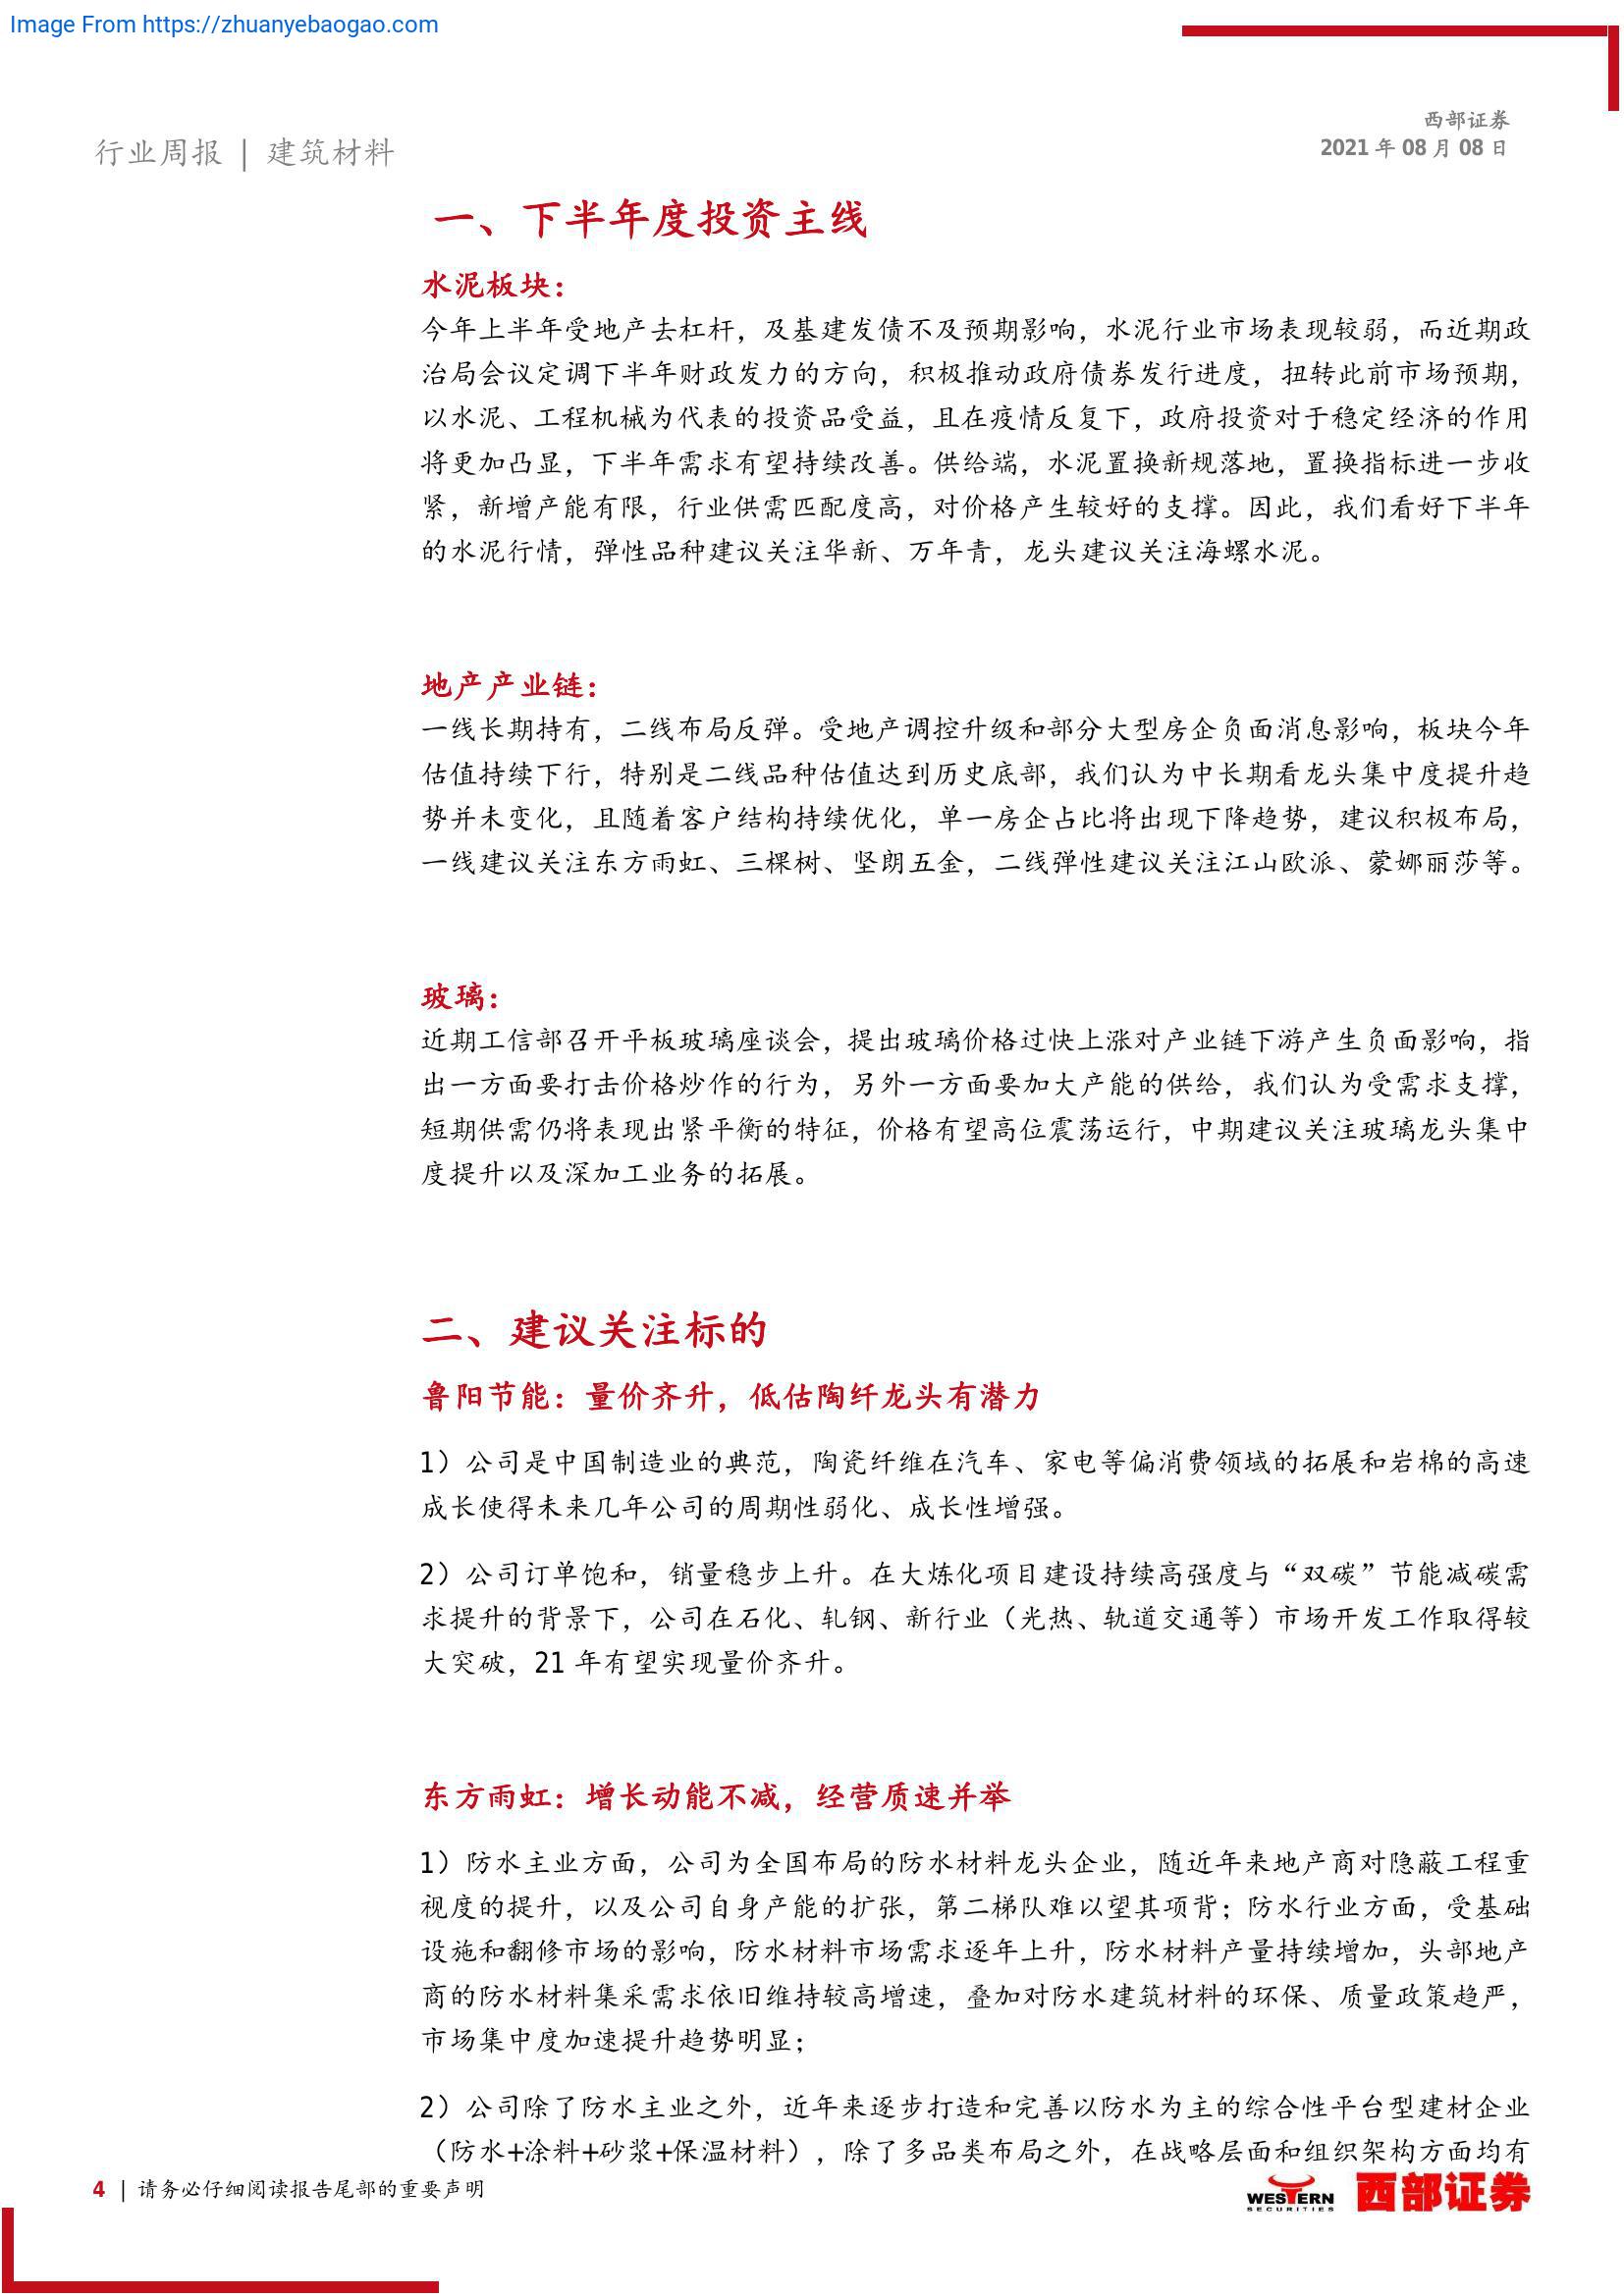 Image From https://zhuanyebaogao.com
西部证券
2021 年 08 月 08 日
行业周报 | 建筑材料
一、下半年度投资主线
水泥板块：
今年上半年受地产去杠杆，及基建发债不及预期影响，水泥行业市场表现较弱，而近期政
治局会议定调下半年财政发力的方向，积极推动政府债券发行进度，扭转此前市场预期，
以水泥、工程机械为代表的投资品受益，且在疫情反复下，政府投资对于稳定经济的作用
将更加凸显，下半年需求有望持续改善。供给端，水泥置换新规落地，置换指标进一步收
紧，新增产能有限，行业供需匹配度高，对价格产生较好的支撑。因此，我们看好下半年
的水泥行情，弹性品种建议关注华新、万年青，龙头建议关注海螺水泥。
地产产业链：
一线长期持有，二线布局反弹。受地产调控升级和部分大型房企负面消息影响，板块今年
估值持续下行，特别是二线品种估值达到历史底部，我们认为中长期看龙头集中度提升趋
势并未变化，且随着客户结构持续优化，单一房企占比将出现下降趋势，建议积极布局，
一线建议关注东方雨虹、三棵树、坚朗五金，二线弹性建议关注江山欧派、蒙娜丽莎等。
玻璃：
近期工信部召开平板玻璃座谈会，提出玻璃价格过快上涨对产业链下游产生负面影响，指
出一方面要打击价格炒作的行为，另外一方面要加大产能的供给，我们认为受需求支撑，
短期供需仍将表现出紧平衡的特征，价格有望高位震荡运行，中期建议关注玻璃龙头集中
度提升以及深加工业务的拓展。
二、建议关注标的
鲁阳节能：量价齐升，低估陶纤龙头有潜力
1）公司是中国制造业的典范，陶瓷纤维在汽车、家电等偏消费领域的拓展和岩棉的高速
成长使得未来几年公司的周期性弱化、成长性增强。
2）公司订单饱和，销量稳步上升。在大炼化项目建设持续高强度与“双碳”节能减碳需
求提升的背景下，公司在石化、轧钢、新行业（光热、轨道交通等）市场开发工作取得较
大突破，21 年有望实现量价齐升。
东方雨虹：增长动能不减，经营质速并举
1）防水主业方面，公司为全国布局的防水材料龙头企业，随近年来地产商对隐蔽工程重
视度的提升，以及公司自身产能的扩张，第二梯队难以望其项背；防水行业方面，受基础
设施和翻修市场的影响，防水材料市场需求逐年上升，防水材料产量持续增加，头部地产
商的防水材料集采需求依旧维持较高增速，叠加对防水建筑材料的环保、质量政策趋严，
市场集中度加速提升趋势明显；
2）公司除了防水主业之外，近年来逐步打造和完善以防水为主的综合性平台型建材企业
（防水+涂料+砂浆+保温材料），除了多品类布局之外，在战略层面和组织架构方面均有
4 | 请务必仔细阅读报告尾部的重要声明
WESTERN
SECURITIES
西部证券